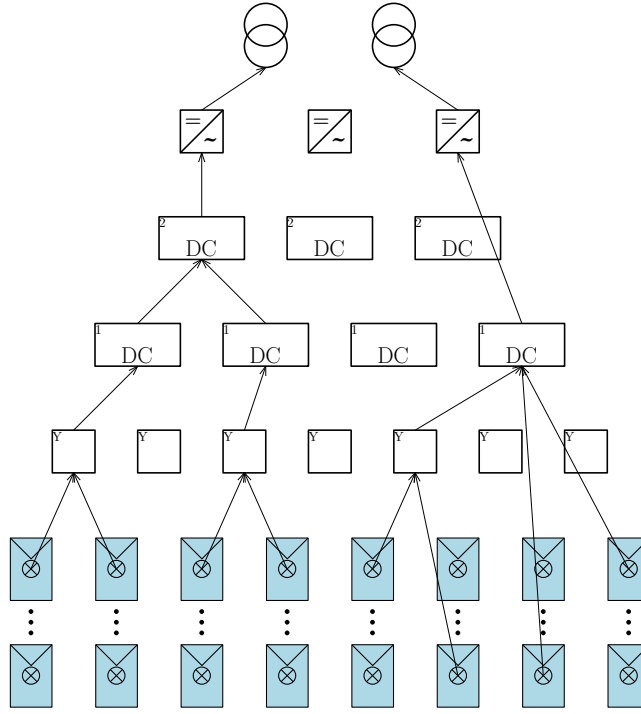 = ~ = ~ = ~
2 2 2
DC DC DC
1 1 1 1
DC DC DC DC
Y Y Y Y Y Y Y